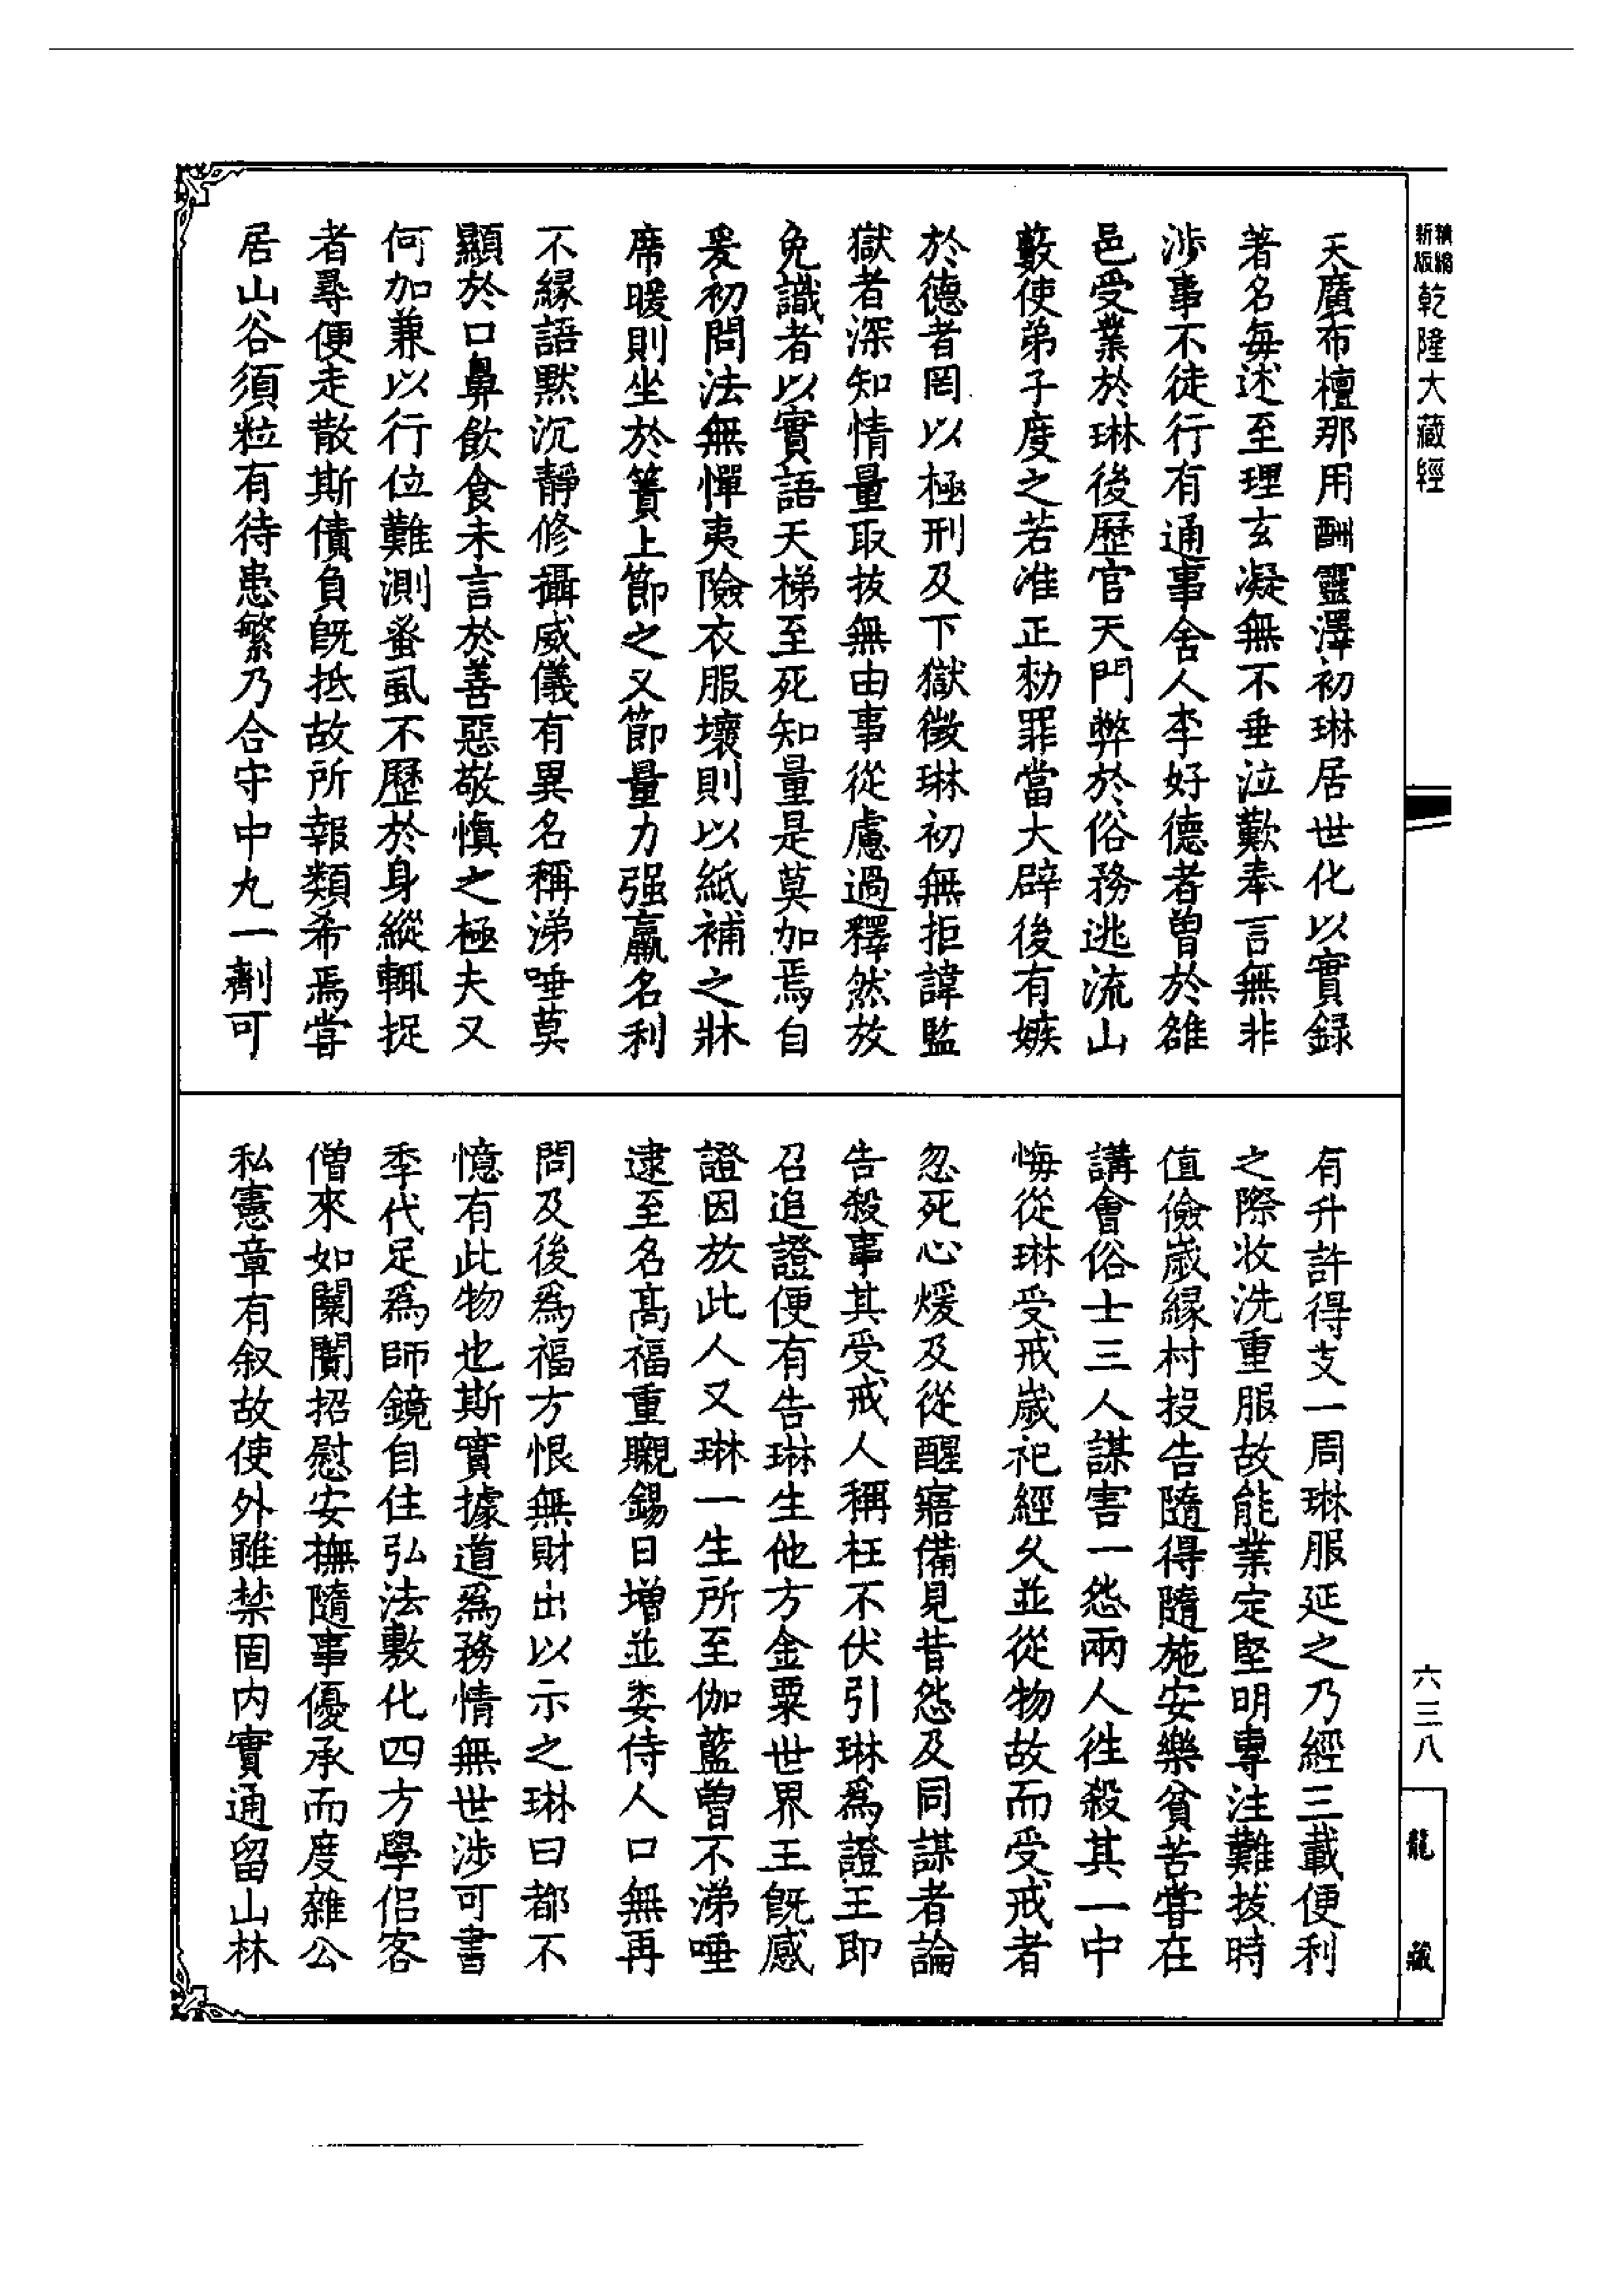 精縮新版乾隆大藏經
天廣布檀那用酬靈澤初琳居世化以實録
著名每述至理玄凝無不垂泣歎奉言無非
涉事不徒行有通事舍人李好德者曾於雒
邑受業於琳後歷官天門弊於俗務逃流山
藪使弟子度之若准正勑罪當大辟後有嫉
於德者罔以極刑及下獄徵琳初無拒諱監
獄者深知情量取拔無由事從慮過釋然放
免識者以實語天梯至死知量是莫加焉自
爰初問法無憚夷險衣服壞則以紙補之牀
席暖則坐於簀上節之又節量力强羸名利
不緣語黙沉靜修攝威儀有異名稱涕唾莫
顯於口鼻飲食未言於善惡敬慎之極夫又
何加兼以行位難測蚤虱不歷於身縱輒捉
者尋便走散斯債負旣抵故所報類希焉嘗
居山谷須粒有待患繁乃合守中丸一劑可
有升許得支一周琳服延之乃經三載便利
之際收洗重服故能業定堅明專注難拔時
值儉歲緣村投告隨得隨施安樂貧苦嘗在
講會俗士三人謀害一怨兩人徃殺其一中
悔從琳受戒歲祀經久並從物故而受戒者
忽死心煖及從醒寤備見昔怨及同謀者論
告殺事其受戒人稱枉不伏引琳爲證王即
召追證便有告琳生他方金粟世界王旣感
證因放此人又琳一生所至伽藍曾不涕唾
逮至名髙福重矙錫日增並委侍人口無再
問及後爲福方恨無財出以示之琳曰都不
憶有此物也斯實據道爲務情無世涉可書
季代足爲師鏡自住弘法敷化四方學侶客
僧來如闤闠招慰安撫隨事優承而度雜公
私憲章有叙故使外雖禁固内實通留山林
六三八
龍藏